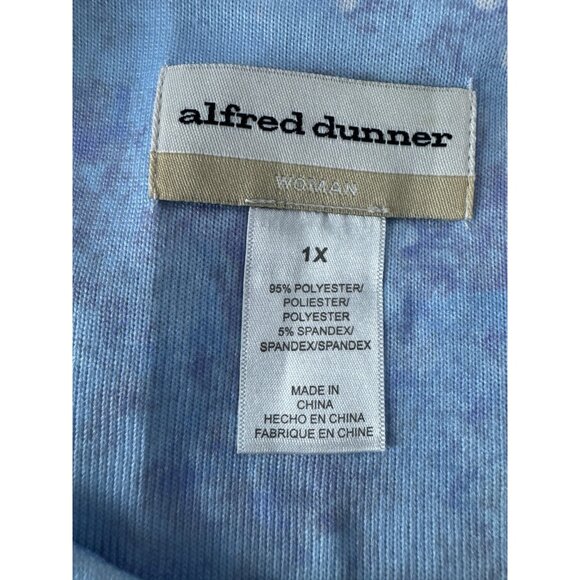 alfred dunner
WOMAN
1X
95% POLYESTER/
POLIESTER/
POLYESTER
5% SPANDEX/
SPANDEX/SPANDEX
MADE IN
CHINA
HECHO EN CHINA
FABRIQUE EN CHINE